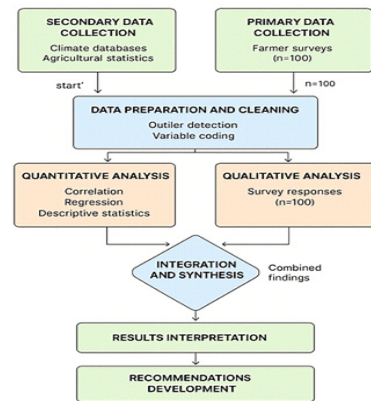 SECONDARY DATA
COLLECTION
Climate databases
Agricultural statistics
PRIMARY DATA
COLLECTION
Farmer surveys
(n=100)
start'
n=100
DATA PREPARATION AND CLEANING
Outiler detection
Variable coding
QUANTITATIVE ANALYSIS
Correlation
Regression
Descriptive statistics
QUALITATIVE ANALYSIS
Survey responses
(n=100)
INTEGRATION
AND SYNTHESIS
Combined
findings
RESULTS INTERPRETATION
RECOMMENDATIONS
DEVELOPMENT